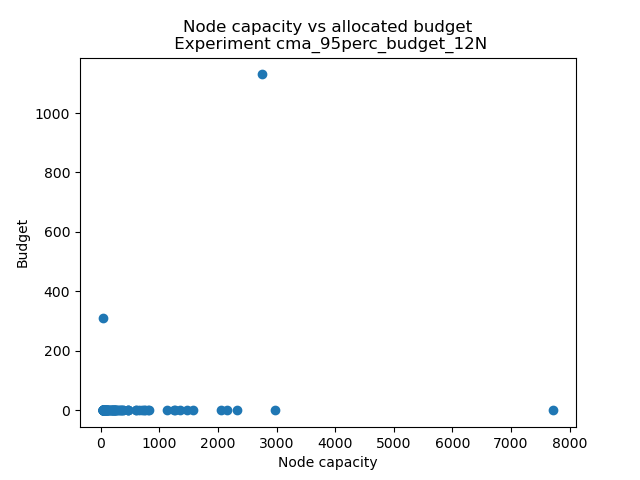 Node capacity vs allocated budget
Experiment cma_95perc_budget_12N
1000
800
600
400
200
0
Budget
0 1000 2000 3000 4000 5000 6000 7000 8000
Node capacity